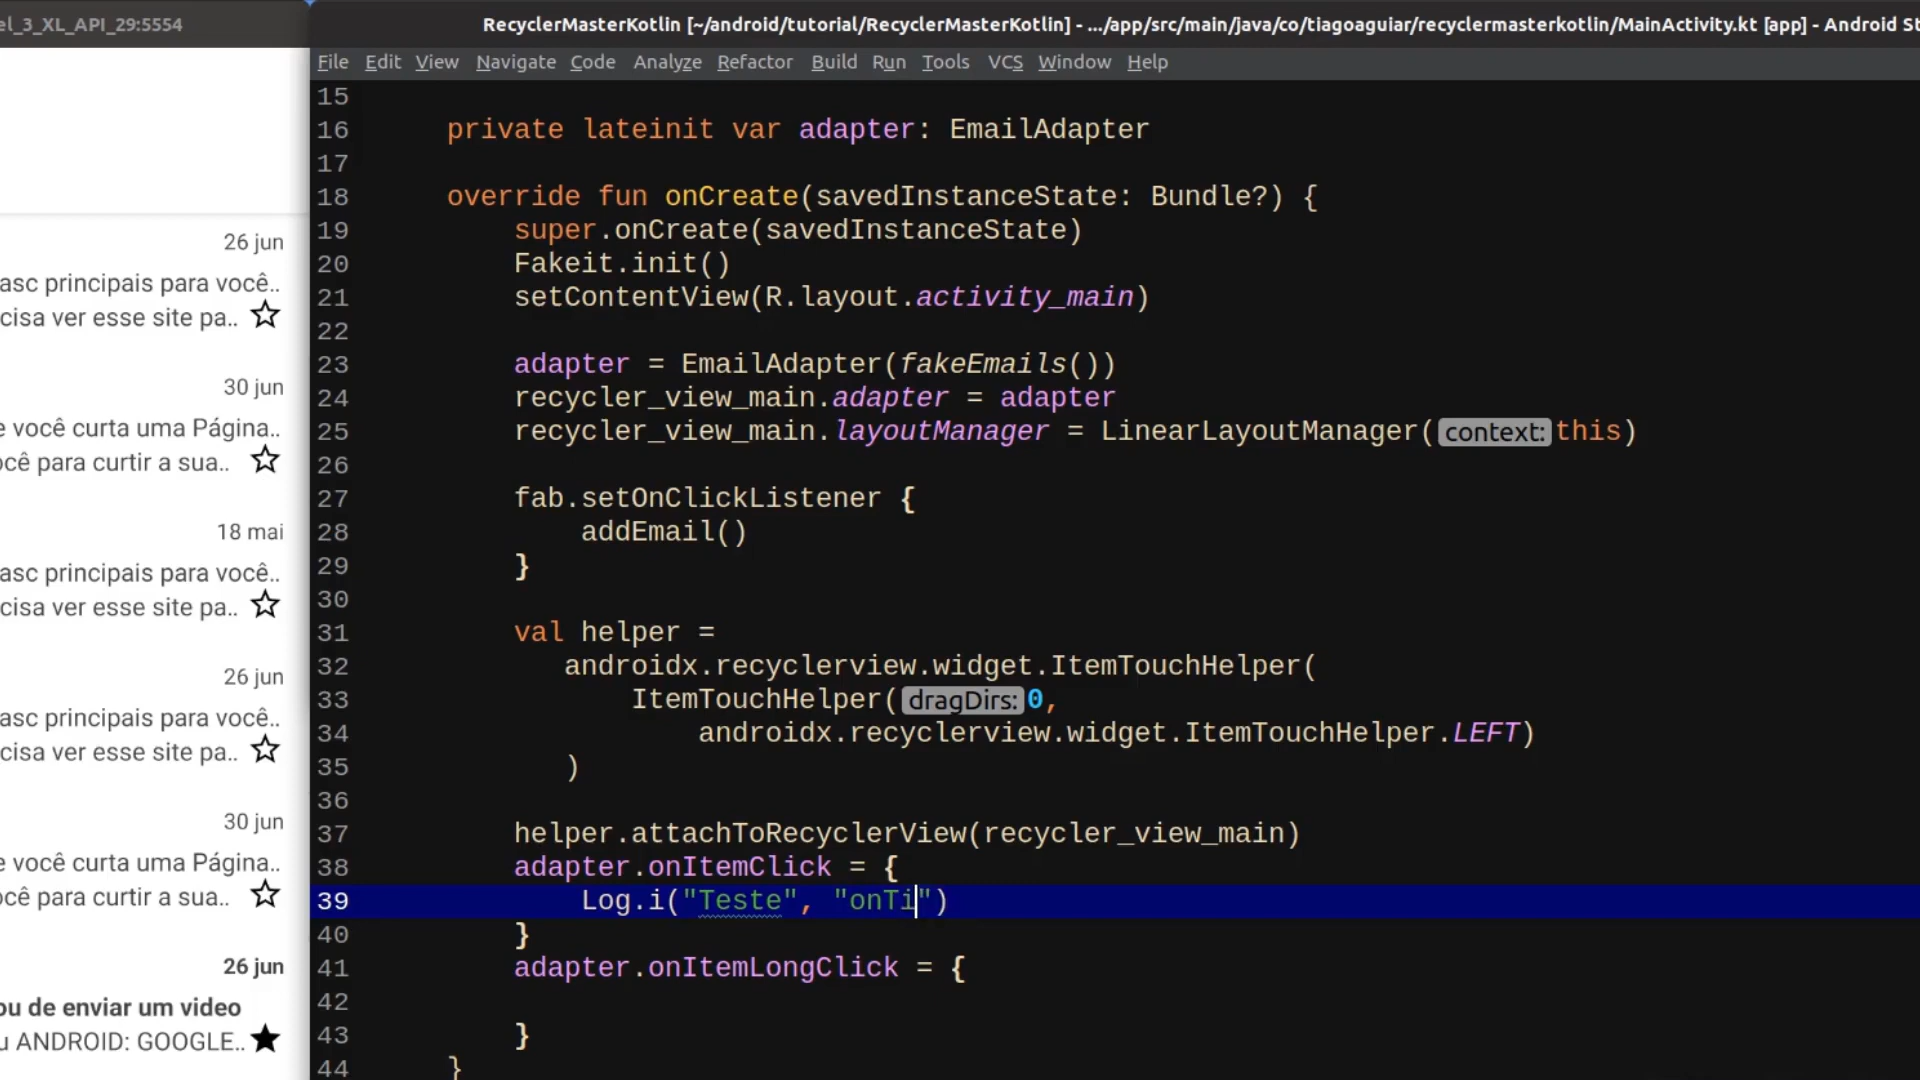 el_3_XL_API_29:5554
RecyclerMasterKotlin [~/android/tutorial/RecyclerMasterKotlin] - .../app/src/main/java/co/tiagoaguiar/recyclermasterkotlin/MainActivity.kt [app] - Android St
File Edit View Navigate Code Analyze Refactor Build Run Tools VCS Window Help
26 jun
asc principais para você..
cisa ver esse site pa..
30 jun
e você curta uma Página..
ocê para curtir a sua..
18 mai
asc principais para você..
cisa ver esse site pa..
26 jun
asc principais para você..
cisa ver esse site pa..
30 jun
e você curta uma Página..
ocê para curtir a sua..
26 jun
ou de enviar um video
u ANDROID: GOOGLE..
15
16 private lateinit var adapter: EmailAdapter
17
18 override fun onCreate(savedInstanceState: Bundle?) {
19 super.onCreate(savedInstanceState)
20 Fakeit.init()
21 setContentView(R.layout.activity_main)
22
23 adapter = EmailAdapter(fakeEmails())
24 recycler_view_main.adapter = adapter
25 recycler_view_main.layoutManager = LinearLayoutManager(context: this)
26
27 fab.setOnClickListener {
28 addEmail()
29 }
30
31 val helper =
32 androidx.recyclerview.widget.ItemTouchHelper(
33 ItemTouchHelper(dragDirs: 0,
34 androidx.recyclerview.widget.ItemTouchHelper.LEFT)
35 )
36
37 helper.attachToRecyclerView(recycler_view_main)
38 adapter.onItemClick = {
39 Log.i("Teste", "onTi")
40 }
41 adapter.onItemLongClick = {
42
43 }
44 }